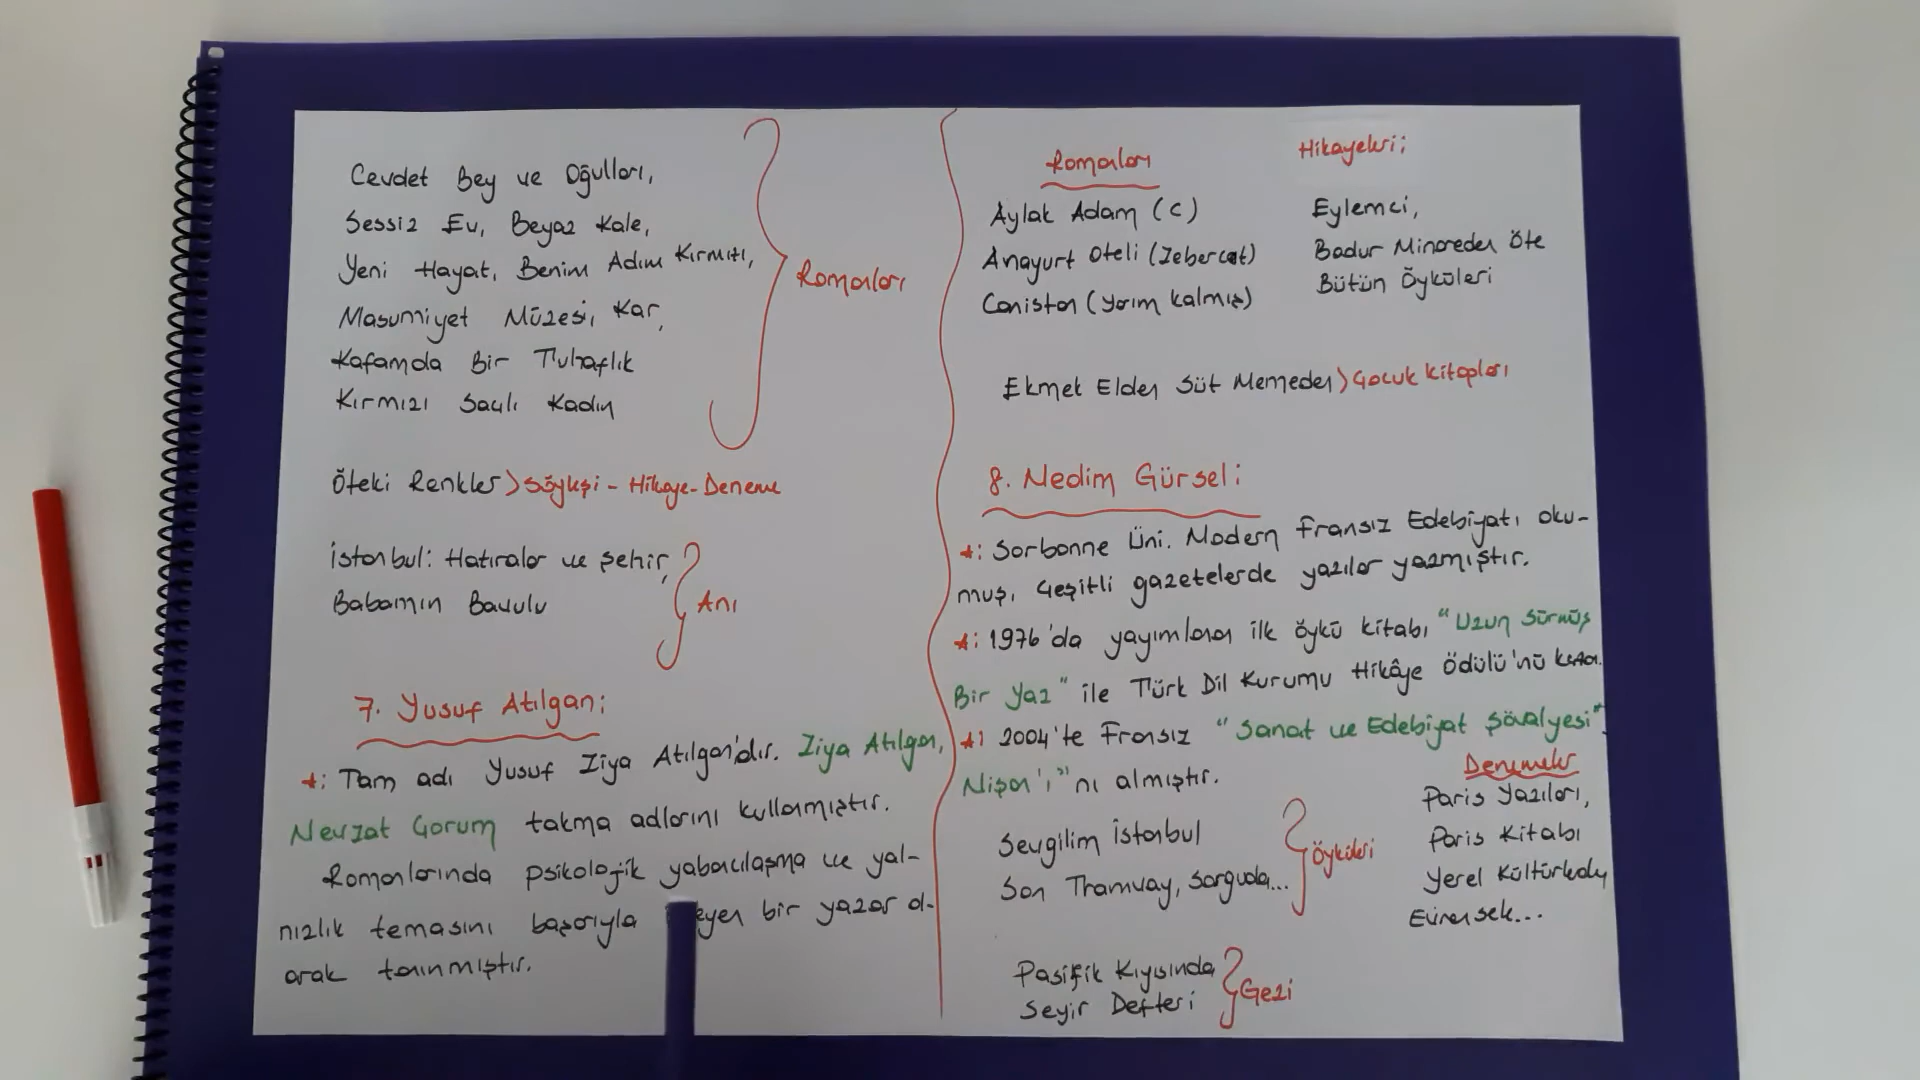 Cevdet Bey ve Oğulları,
Sessiz Ev, Beyaz Kale,
Yeni Hayat, Benim Adım Kırmızı,
Masumiyet Müzesi, Kar,
Kafamda Bir Tuhaflık
Kırmızı Saçlı Kadın
Romanları
Öteki Renkler > Söyleşi - Hikaye - Deneme
İstanbul: Hatıralar ve Şehir,
Babamın Bavulu
Anı
7. Yusuf Atılgan;
*: Tam adı Yusuf Ziya Atılgan'dır. Ziya Atılgan,
Nevzat Çorum takma adlarını kullanmıştır.
Romanlarında psikolojik yabancılaşma ve yal-
nızlık temasını başarıyla eyen bir yazar ol-
arak tanınmıştır.
Romanları
Aylak Adam (C)
Anayurt Oteli (Zebercet)
Canistan (Yarım kalmış)
Hikayeleri;
Eylemci,
Bodur Minareden Öte
Bütün Öyküleri
Ekmek Elden Süt Memeden > Çocuk Kitapları
8. Nedim Gürsel:
*: Sorbonne Üni. Modern Fransız Edebiyatı oku-
muş, çeşitli gazetelerde yazılar yazmıştır.
*: 1976'da yayımlanan ilk öykü kitabı "Uzun Sürmüş
Bir Yaz" ile Türk Dil Kurumu Hikâye Ödülü'nü
*: 2004'te Fransız "Sanat ve Edebiyat Şövalyesi"
Nişan'ı"nı almıştır.
Sevgilim İstanbul
Son Tramvay, Sorguda...
Öyküleri
Denemeler
Paris Yazıları,
Paris Kitabı
Yerel Kültürlerden
Evrensele...
Pasifik Kıyısında
Seyir Defteri
Gezi